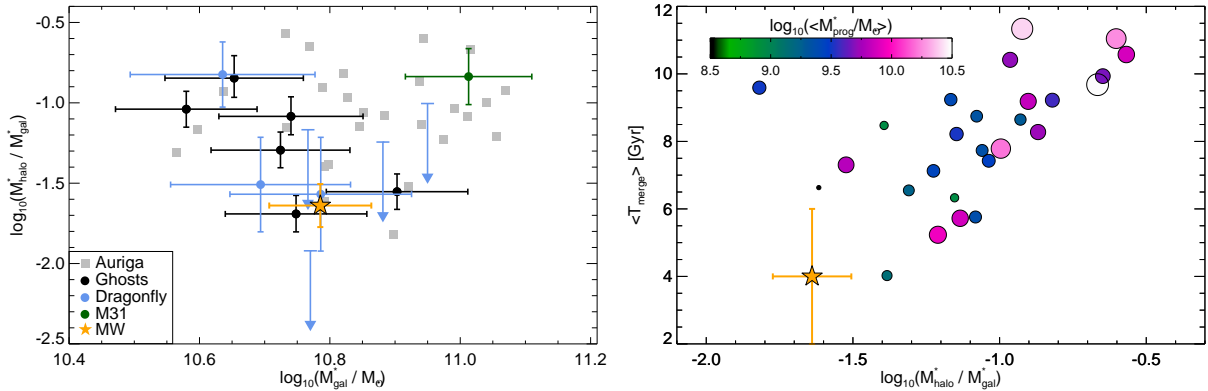 -0.5
-1.0
-1.5
-2.0
-2.5
log10(M*halo / M*gal)
Auriga
Ghosts
Dragonfly
M31
MW
10.4 10.6 10.8 11.0 11.2
log10(M*gal / M⊙)
12
10
8
6
4
2
<Tmerge> [Gyr]
log10(<M*prog/M⊙>)
8.5 9.0 9.5 10.0 10.5
-2.0 -1.5 -1.0 -0.5
log10(M*halo / M*gal)